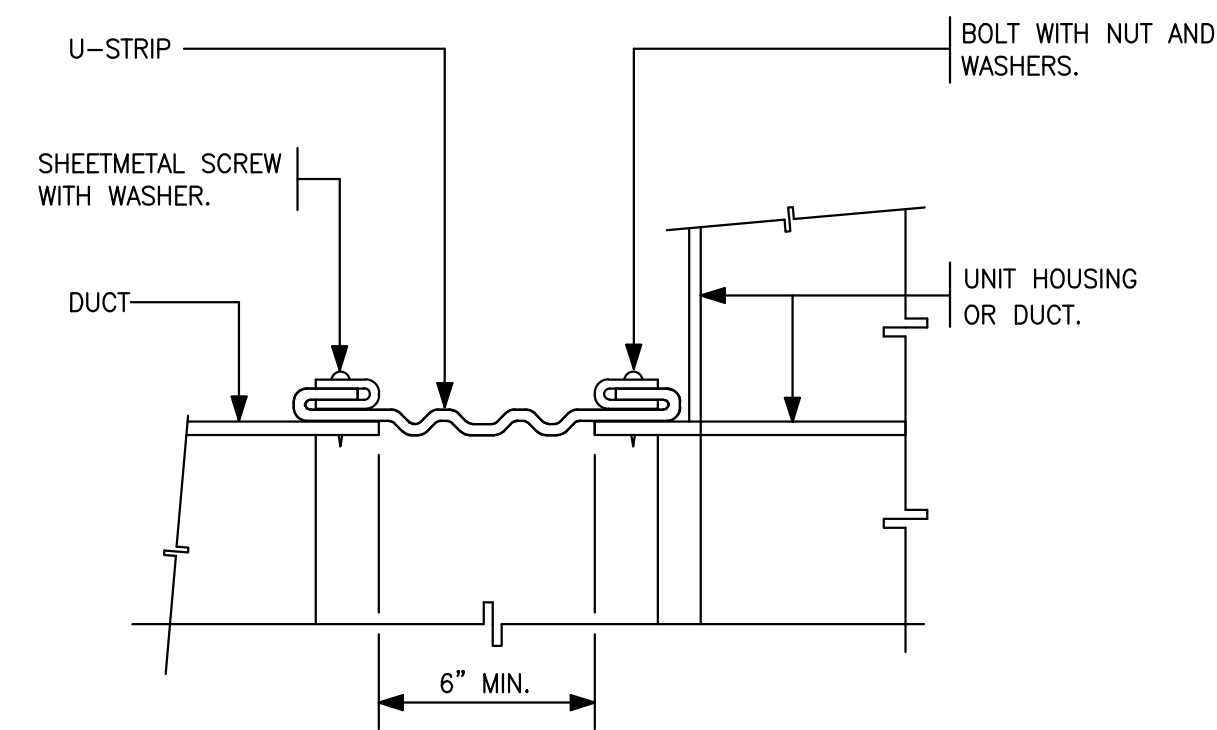 U-STRIP
BOLT WITH NUT AND
WASHERS.
SHEETMETAL SCREW
WITH WASHER.
DUCT
UNIT HOUSING
OR DUCT.
6" MIN.